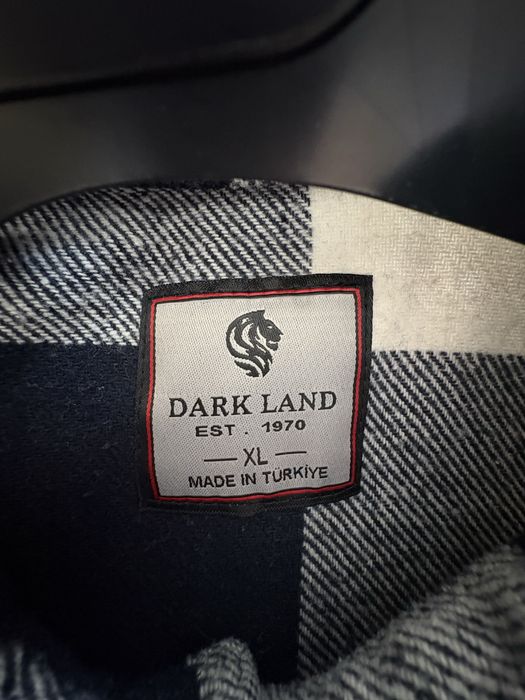 DARK LAND
EST . 1970
— XL —
MADE IN TÜRKİYE